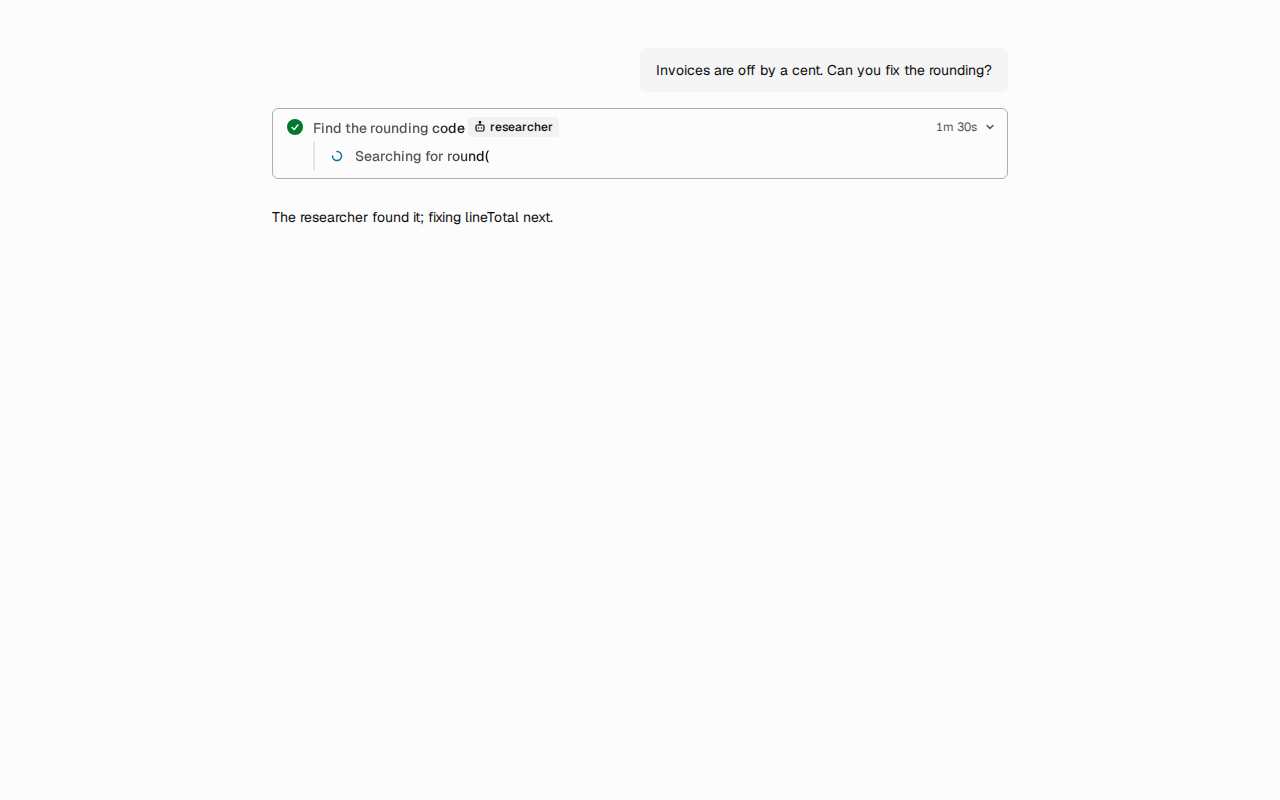 Invoices are off by a cent. Can you fix the rounding?
Find the rounding code researcher 1m 30s
Searching for round(
The researcher found it; fixing lineTotal next.